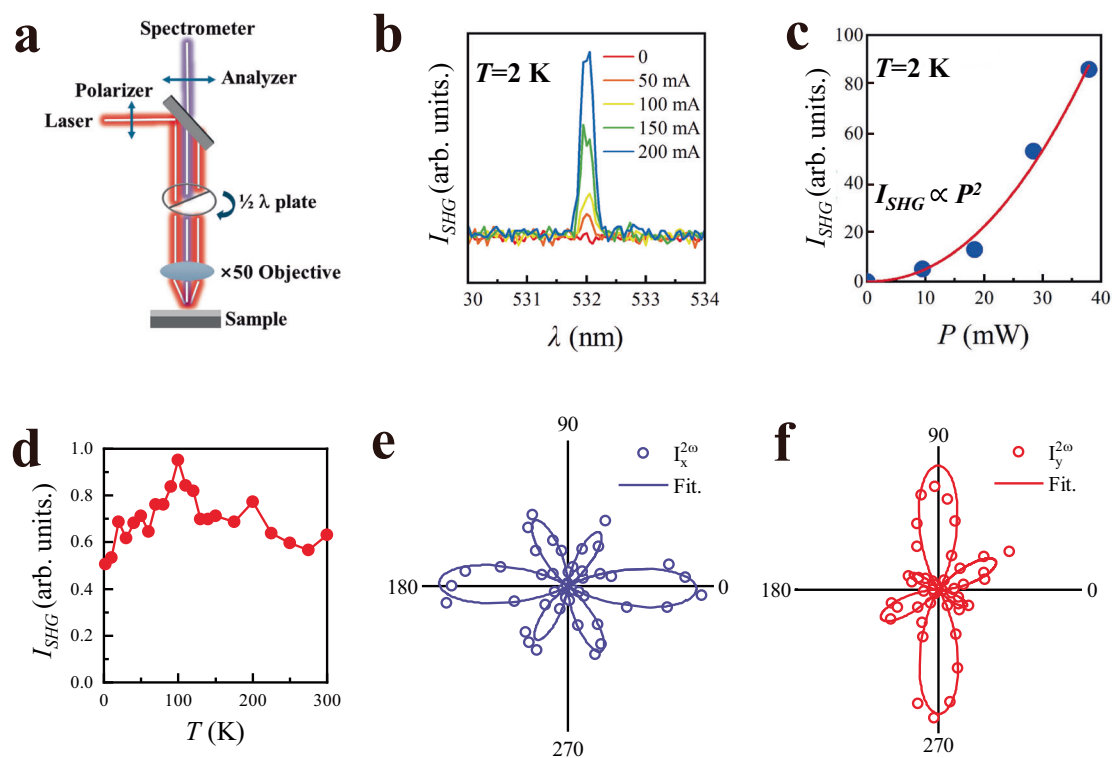 a
Spectrometer
Analyzer
Polarizer
Laser
½ λ plate
×50 Objective
Sample
b
T=2 K
0
50 mA
100 mA
150 mA
200 mA
I_SHG (arb. units.)
30 531 532 533 534
λ (nm)
c
100
80
60
40
20
0
T=2 K
I_SHG ∝ P²
I_SHG (arb. units.)
0 10 20 30 40
P (mW)
d
1.0
0.8
0.6
0.4
0.2
0.0
I_SHG (arb. units.)
0 100 200 300
T (K)
e
90
I_x^2ω
Fit.
180
0
270
f
90
I_y^2ω
Fit.
180
0
270